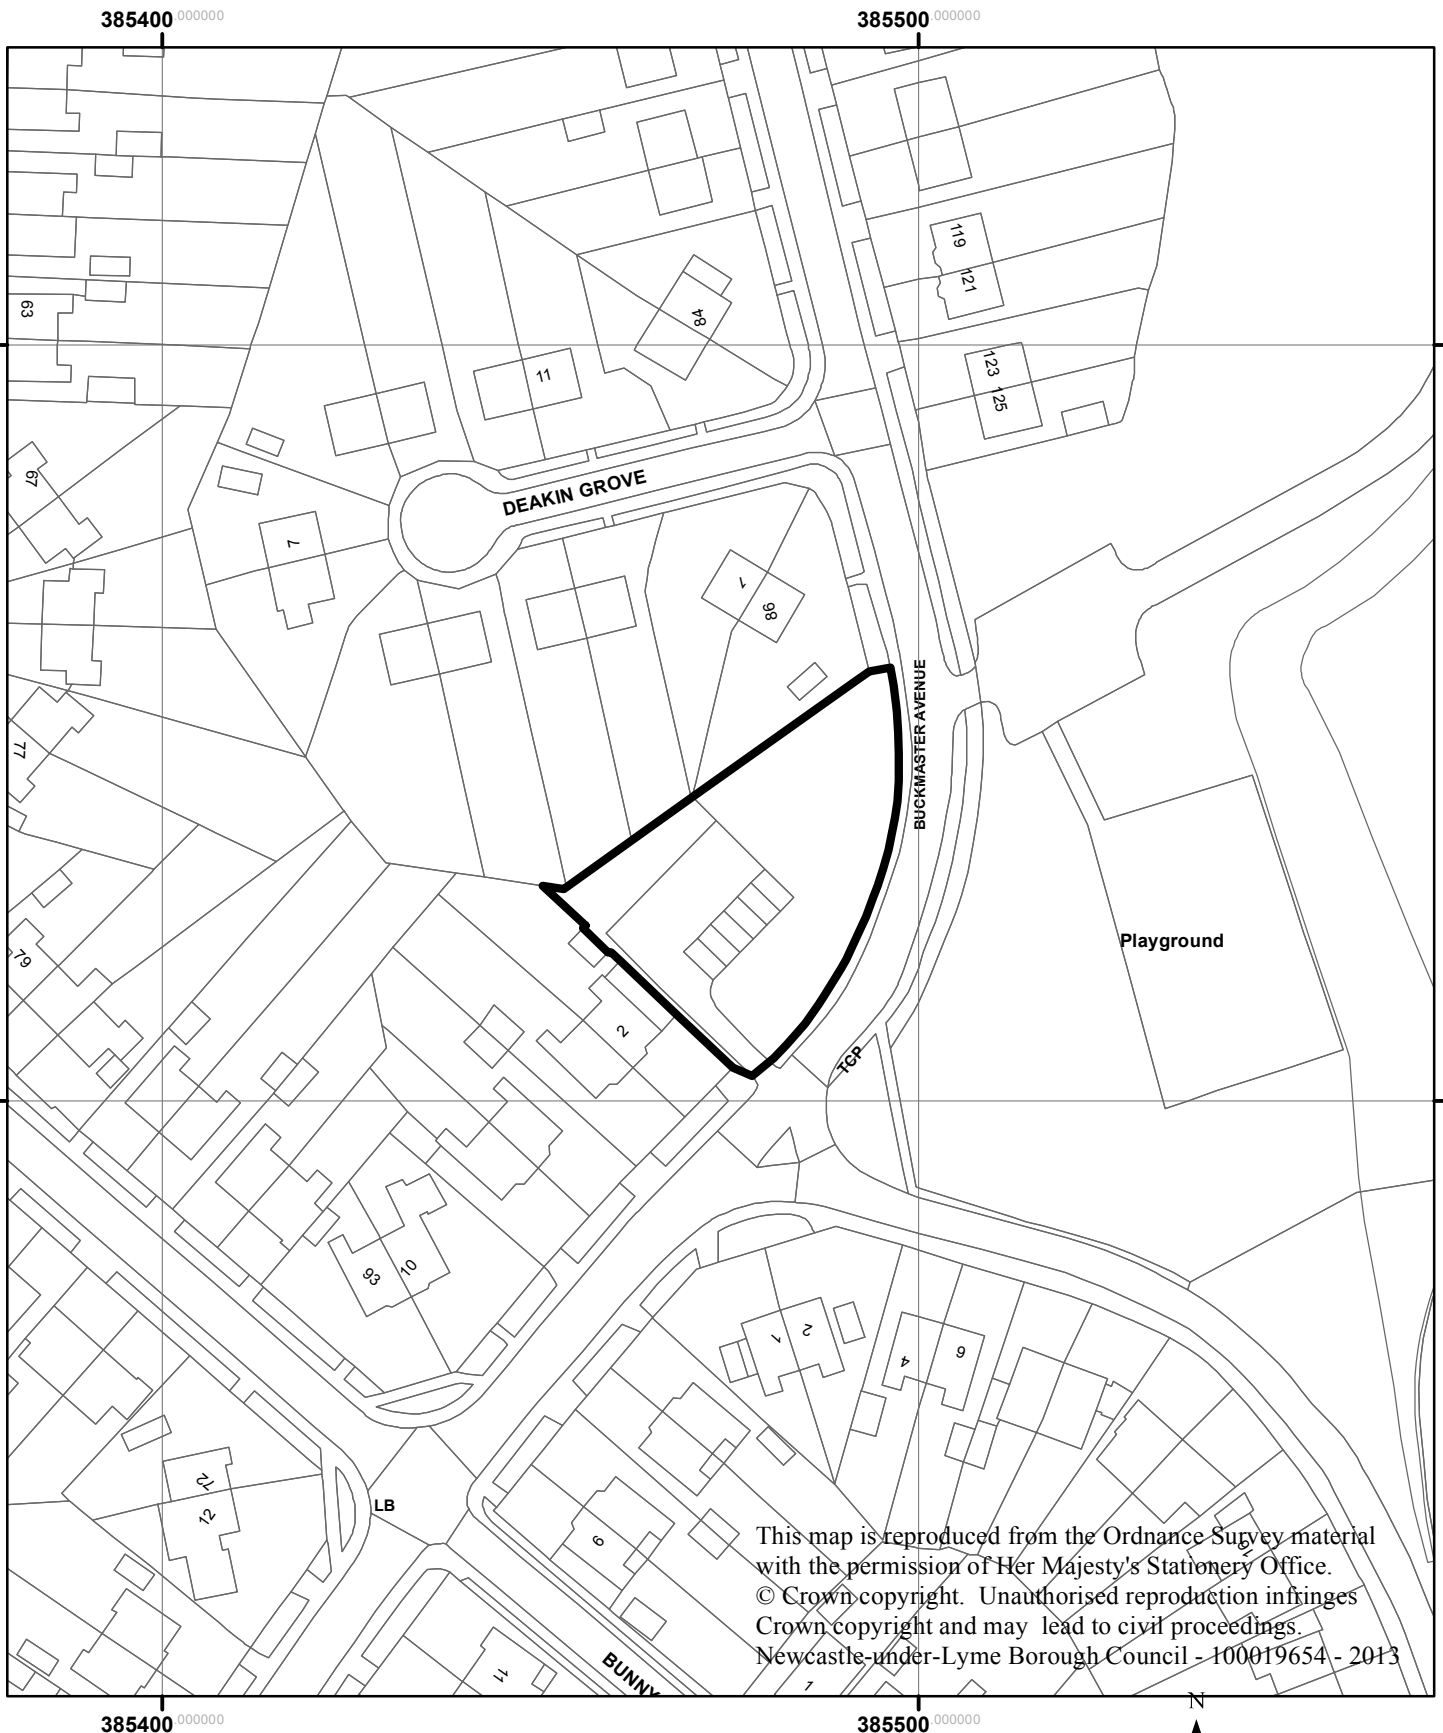 385400.000000
385500.000000
119
121
63
84
123
125
11
67
DEAKIN GROVE
7
7
98
BUCKMASTER AVENUE
77
Playground
79
2
TCP
93
10
1
2
4
6
72
12
LB
9
16
This map is reproduced from the Ordnance Survey material
with the permission of Her Majesty's Stationery Office.
© Crown copyright. Unauthorised reproduction infringes
Crown copyright and may lead to civil proceedings.
Newcastle-under-Lyme Borough Council - 100019654 - 2013
BUNNY
11
1
N
385400.000000
385500.000000